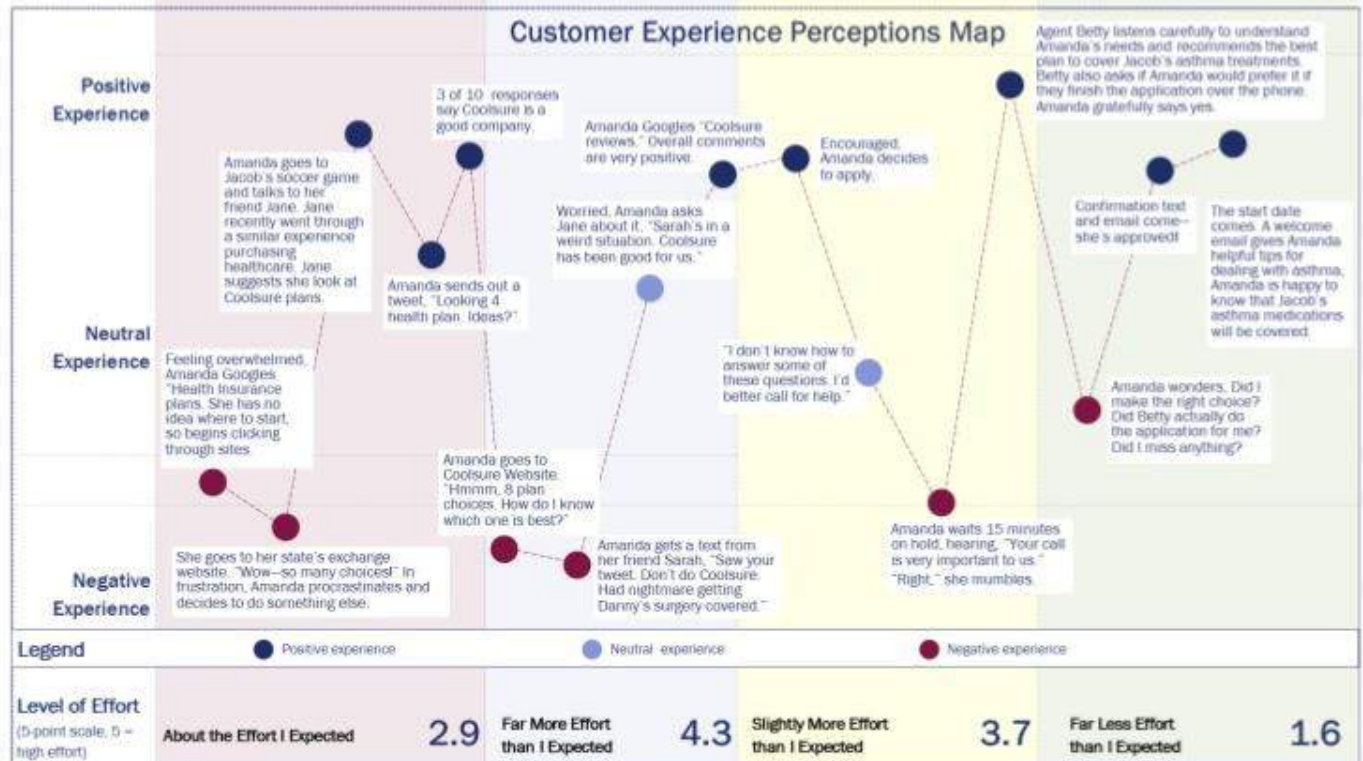 Customer Experience Perceptions Map
Positive
Experience
Neutral
Experience
Negative
Experience
Feeling overwhelmed,
Amanda Googles
"Health Insurance
plans. She has no
idea where to start,
so begins clicking
through sites
She goes to her state's exchange
website. "Wow—so many choices!" In
frustration, Amanda procrastinates and
decides to do something else.
Amanda goes to
Jacob's soccer game
and talks to her
friend Jane. Jane
recently went through
a similar experience
purchasing
healthcare. Jane
suggests she look at
Coolsure plans.
Amanda sends out a
tweet, "Looking 4
health plan. Ideas?"
3 of 10 responses
say Coolsure is a
good company.
Amanda goes to
Coolsure Website.
"Hmmm, 8 plan
choices. How do I know
which one is best?"
Amanda gets a text from
her friend Sarah, "Saw your
tweet. Don't do Coolsure.
Had nightmare getting
Danny's surgery covered."
Worried, Amanda asks
Jane about it. "Sarah's in a
weird situation. Coolsure
has been good for us."
Amanda Googles "Coolsure
reviews." Overall comments
are very positive.
Encouraged,
Amanda decides
to apply.
"I don't know how to
answer some of
these questions. I'd
better call for help."
Amanda waits 15 minutes
on hold, hearing, "Your call
is very important to us."
"Right," she mumbles.
Agent Betty listens carefully to understand
Amanda's needs and recommends the best
plan to cover Jacob's asthma treatments.
Betty also asks if Amanda would prefer it if
they finish the application over the phone.
Amanda gratefully says yes.
Amanda wonders, Did I
make the right choice?
Did Betty actually do
the application for me?
Did I miss anything?
Confirmation text
and email come—
she's approved!
The start date
comes. A welcome
email gives Amanda
helpful tips for
dealing with asthma,
Amanda is happy to
know that Jacob's
asthma medications
will be covered.
Legend
Positive experience
Neutral experience
Negative experience
Level of Effort
(5-point scale, 5 =
high effort)
About the Effort I Expected
2.9
Far More Effort
than I Expected
4.3
Slightly More Effort
than I Expected
3.7
Far Less Effort
than I Expected
1.6